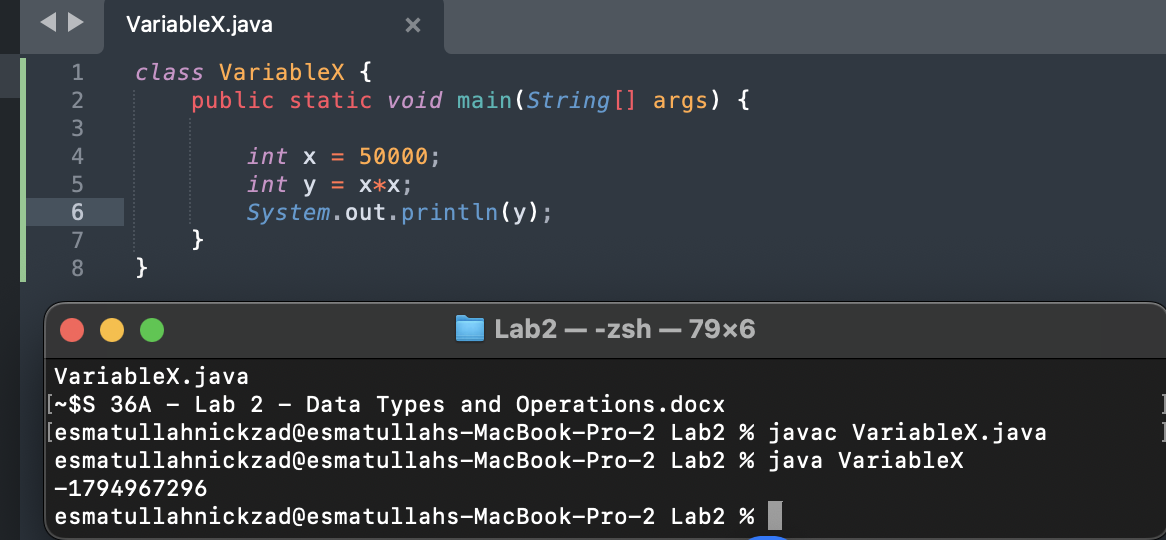 VariableX.java ×
1 class VariableX {
2 public static void main(String[] args) {
3
4 int x = 50000;
5 int y = x*x;
6 System.out.println(y);
7 }
8 }
Lab2 — -zsh — 79×6
VariableX.java
[~$S 36A - Lab 2 - Data Types and Operations.docx ]
[esmatullahnickzad@esmatullahs-MacBook-Pro-2 Lab2 % javac VariableX.java ]
esmatullahnickzad@esmatullahs-MacBook-Pro-2 Lab2 % java VariableX
-1794967296
esmatullahnickzad@esmatullahs-MacBook-Pro-2 Lab2 %